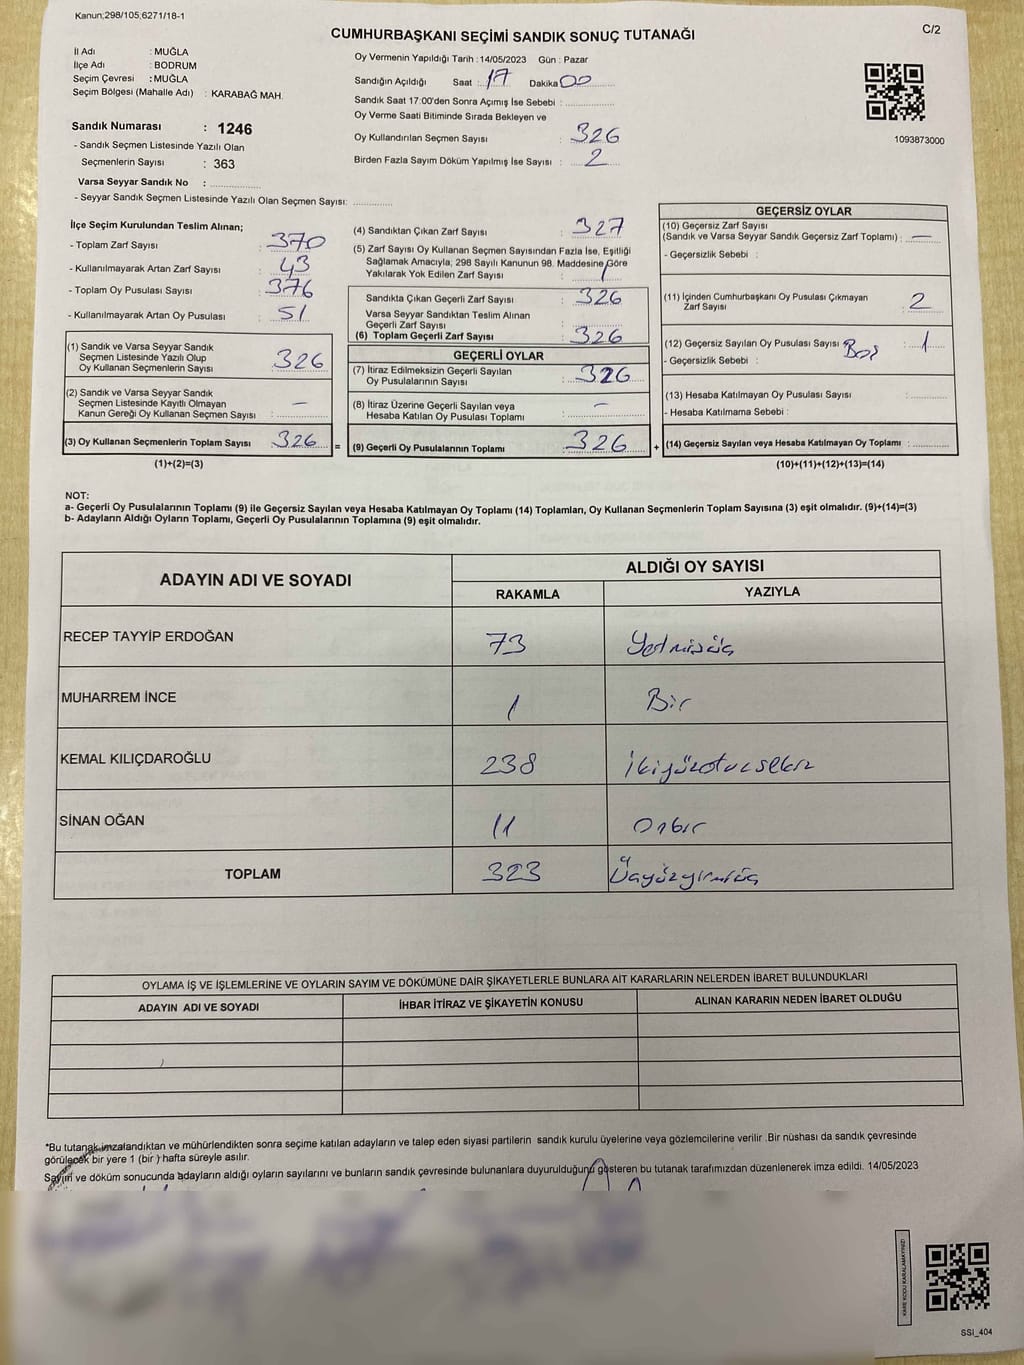 Kanun;298/105;6271/18-1
C/2
CUMHURBAŞKANI SEÇİMİ SANDIK SONUÇ TUTANAĞI
İl Adı : MUĞLA
İlçe Adı : BODRUM
Seçim Çevresi : MUĞLA
Seçim Bölgesi (Mahalle Adı) : KARABAĞ MAH.
Sandık Numarası : 1246
- Sandık Seçmen Listesinde Yazılı Olan
Seçmenlerin Sayısı : 363
Varsa Seyyar Sandık No :
- Seyyar Sandık Seçmen Listesinde Yazılı Olan Seçmen Sayısı:
Oy Vermenin Yapıldığı Tarih : 14/05/2023 Gün : Pazar
Sandığın Açıldığı Saat : 17 Dakika 00
Sandık Saat 17:00'den Sonra Açımış İse Sebebi :
Oy Verme Saati Bitiminde Sırada Bekleyen ve
Oy Kullandırılan Seçmen Sayısı : 326
Birden Fazla Sayım Döküm Yapılmış İse Sayısı : 2
1093873000
İlçe Seçim Kurulundan Teslim Alınan;
- Toplam Zarf Sayısı : 370
- Kullanılmayarak Artan Zarf Sayısı : 43
- Toplam Oy Pusulası Sayısı : 376
- Kullanılmayarak Artan Oy Pusulası : 51
(1) Sandık ve Varsa Seyyar Sandık
Seçmen Listesinde Yazılı Olup
Oy Kullanan Seçmenlerin Sayısı : 326
(2) Sandık ve Varsa Seyyar Sandık
Seçmen Listesinde Kayıtlı Olmayan
Kanun Gereği Oy Kullanan Seçmen Sayısı : –
(3) Oy Kullanan Seçmenlerin Toplam Sayısı 326 =
(1)+(2)=(3)
(4) Sandıktan Çıkan Zarf Sayısı : 327
(5) Zarf Sayısı Oy Kullanan Seçmen Sayısından Fazla İse, Eşitliği
Sağlamak Amacıyla; 298 Sayılı Kanunun 98. Maddesine Göre
Yakılarak Yok Edilen Zarf Sayısı : 1
Sandıkta Çıkan Geçerli Zarf Sayısı : 326
Varsa Seyyar Sandıktan Teslim Alınan
Geçerli Zarf Sayısı :
(6) Toplam Geçerli Zarf Sayısı : 326
GEÇERLİ OYLAR
(7) İtiraz Edilmeksizin Geçerli Sayılan
Oy Pusulalarının Sayısı : 326
(8) İtiraz Üzerine Geçerli Sayılan veya
Hesaba Katılan Oy Pusulası Toplamı : –
(9) Geçerli Oy Pusulalarının Toplamı 326 +
GEÇERSİZ OYLAR
(10) Geçersiz Zarf Sayısı
(Sandık ve Varsa Seyyar Sandık Geçersiz Zarf Toplamı) : –
- Geçersizlik Sebebi :
(11) İçinden Cumhurbaşkanı Oy Pusulası Çıkmayan
Zarf Sayısı : 2
(12) Geçersiz Sayılan Oy Pusulası Sayısı Boş : 1
- Geçersizlik Sebebi :
(13) Hesaba Katılmayan Oy Pusulası Sayısı :
- Hesaba Katılmama Sebebi :
(14) Geçersiz Sayılan veya Hesaba Katılmayan Oy Toplamı :
(10)+(11)+(12)+(13)=(14)
NOT:
a- Geçerli Oy Pusulalarının Toplamı (9) ile Geçersiz Sayılan veya Hesaba Katılmayan Oy Toplamı (14) Toplamları, Oy Kullanan Seçmenlerin Toplam Sayısına (3) eşit olmalıdır. (9)+(14)=(3)
b- Adayların Aldığı Oyların Toplamı, Geçerli Oy Pusulalarının Toplamına (9) eşit olmalıdır.
ADAYIN ADI VE SOYADI ALDIĞI OY SAYISI
RAKAMLA YAZIYLA
RECEP TAYYİP ERDOĞAN 73 Yetmişüç
MUHARREM İNCE 1 Bir
KEMAL KILIÇDAROĞLU 238 İkiyüzotuzsekiz
SİNAN OĞAN 11 Onbir
TOPLAM 323 Üçyüzyirmiüç
OYLAMA İŞ VE İŞLEMLERİNE VE OYLARIN SAYIM VE DÖKÜMÜNE DAİR ŞİKAYETLERLE BUNLARA AİT KARARLARIN NELERDEN İBARET BULUNDUKLARI
ADAYIN ADI VE SOYADI İHBAR İTİRAZ VE ŞİKAYETİN KONUSU ALINAN KARARIN NEDEN İBARET OLDUĞU
*Bu tutanak imzalandıktan ve mühürlendikten sonra seçime katılan adayların ve talep eden siyasi partilerin sandık kurulu üyelerine veya gözlemcilerine verilir .Bir nüshası da sandık çevresinde
görülecek bir yere 1 (bir ) hafta süreyle asılır.
Sayım ve döküm sonucunda adayların aldığı oyların sayılarını ve bunların sandık çevresinde bulunanlara duyurulduğunu gösteren bu tutanak tarafımızdan düzenlenerek imza edildi. 14/05/2023
KARE KODU KARALAMAYINIZ!
SSI_404